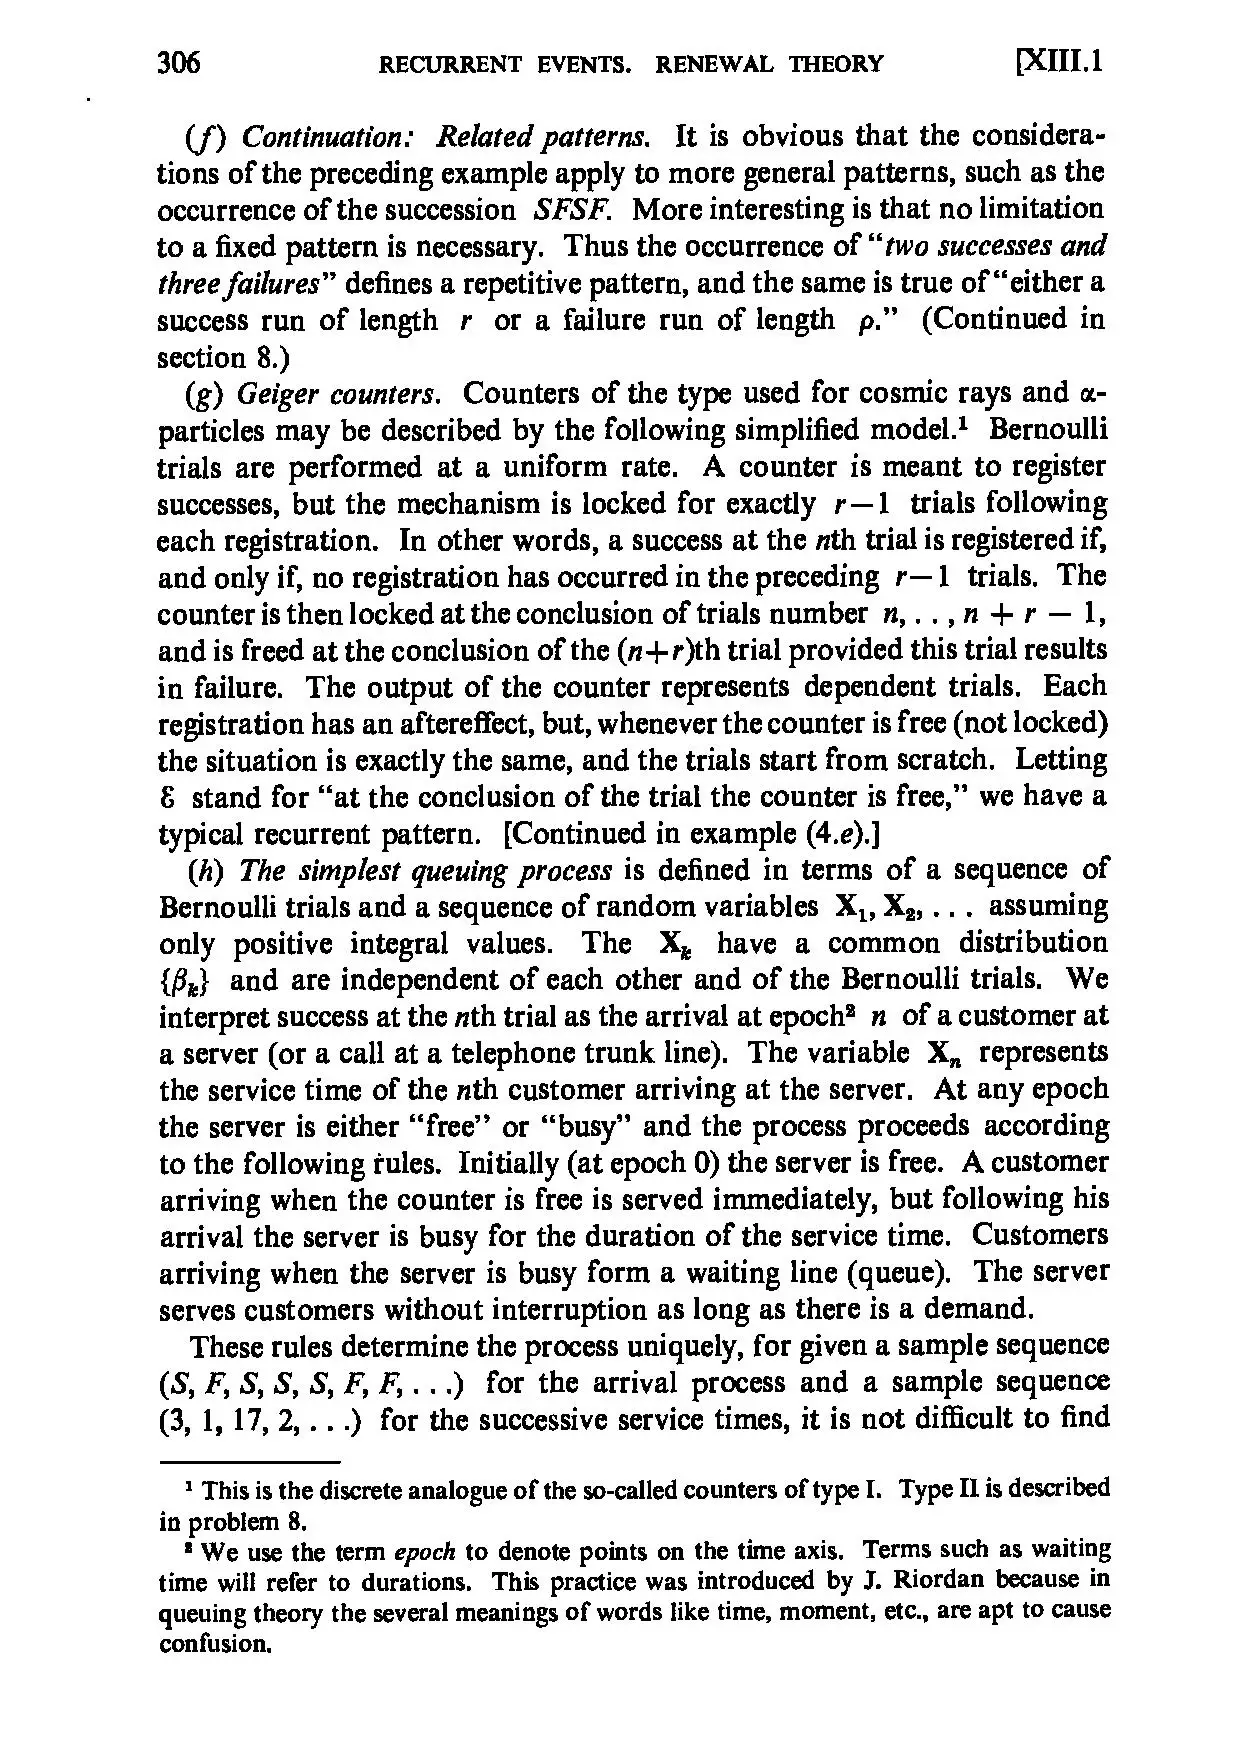 306 RECURRENT EVENTS. RENEWAL THEORY [XIII.1
(f) Continuation: Related patterns. It is obvious that the considera-
tions of the preceding example apply to more general patterns, such as the
occurrence of the succession SFSF. More interesting is that no limitation
to a fixed pattern is necessary. Thus the occurrence of “two successes and
three failures” defines a repetitive pattern, and the same is true of “either a
success run of length r or a failure run of length ρ.” (Continued in
section 8.)
(g) Geiger counters. Counters of the type used for cosmic rays and α-
particles may be described by the following simplified model.¹ Bernoulli
trials are performed at a uniform rate. A counter is meant to register
successes, but the mechanism is locked for exactly r−1 trials following
each registration. In other words, a success at the nth trial is registered if,
and only if, no registration has occurred in the preceding r−1 trials. The
counter is then locked at the conclusion of trials number n, . . , n + r − 1,
and is freed at the conclusion of the (n+r)th trial provided this trial results
in failure. The output of the counter represents dependent trials. Each
registration has an aftereffect, but, whenever the counter is free (not locked)
the situation is exactly the same, and the trials start from scratch. Letting
ℰ stand for “at the conclusion of the trial the counter is free,” we have a
typical recurrent pattern. [Continued in example (4.e).]
(h) The simplest queuing process is defined in terms of a sequence of
Bernoulli trials and a sequence of random variables X₁, X₂, . . . assuming
only positive integral values. The Xₖ have a common distribution
{βₖ} and are independent of each other and of the Bernoulli trials. We
interpret success at the nth trial as the arrival at epoch² n of a customer at
a server (or a call at a telephone trunk line). The variable Xₙ represents
the service time of the nth customer arriving at the server. At any epoch
the server is either “free” or “busy” and the process proceeds according
to the following rules. Initially (at epoch 0) the server is free. A customer
arriving when the counter is free is served immediately, but following his
arrival the server is busy for the duration of the service time. Customers
arriving when the server is busy form a waiting line (queue). The server
serves customers without interruption as long as there is a demand.
These rules determine the process uniquely, for given a sample sequence
(S, F, S, S, S, F, F, . . .) for the arrival process and a sample sequence
(3, 1, 17, 2, . . .) for the successive service times, it is not difficult to find
¹ This is the discrete analogue of the so-called counters of type I. Type II is described
in problem 8.
² We use the term epoch to denote points on the time axis. Terms such as waiting
time will refer to durations. This practice was introduced by J. Riordan because in
queuing theory the several meanings of words like time, moment, etc., are apt to cause
confusion.